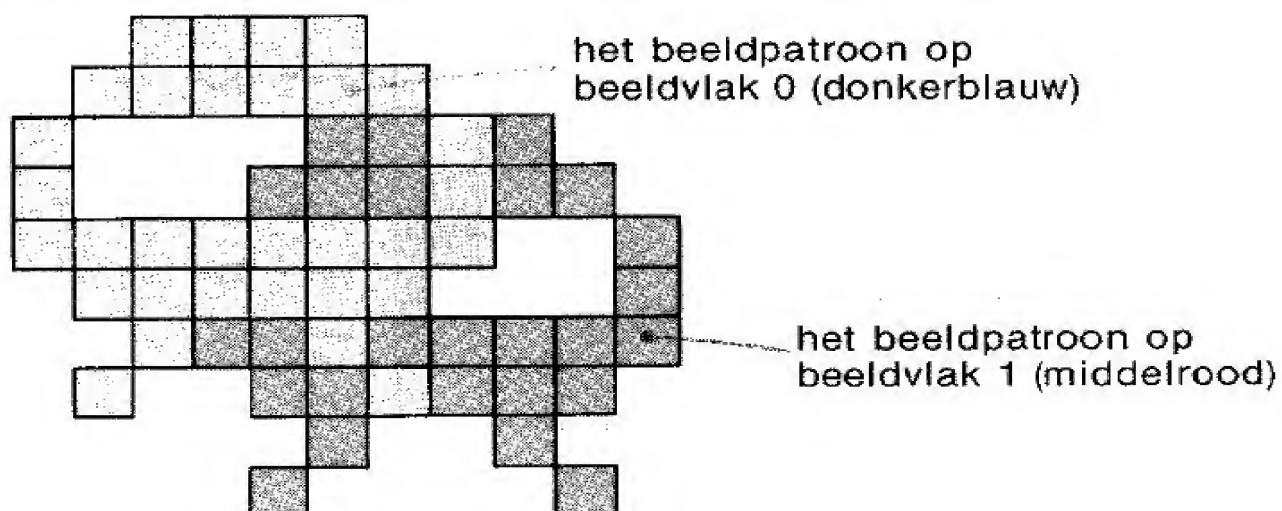 het beeldpatroon op
beeldvlak 0 (donkerblauw)
het beeldpatroon op
beeldvlak 1 (middelrood)